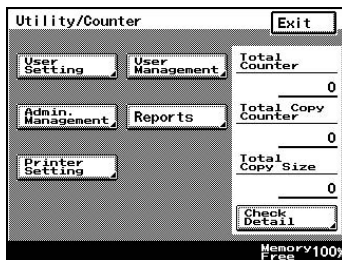 Utility/Counter
Exit
User
Setting
User
Management
Admin.
Management
Reports
Printer
Setting
Total
Counter
0
Total Copy
Counter
0
Total
Copy Size
0
Check
Detail
Memory
Free 100%